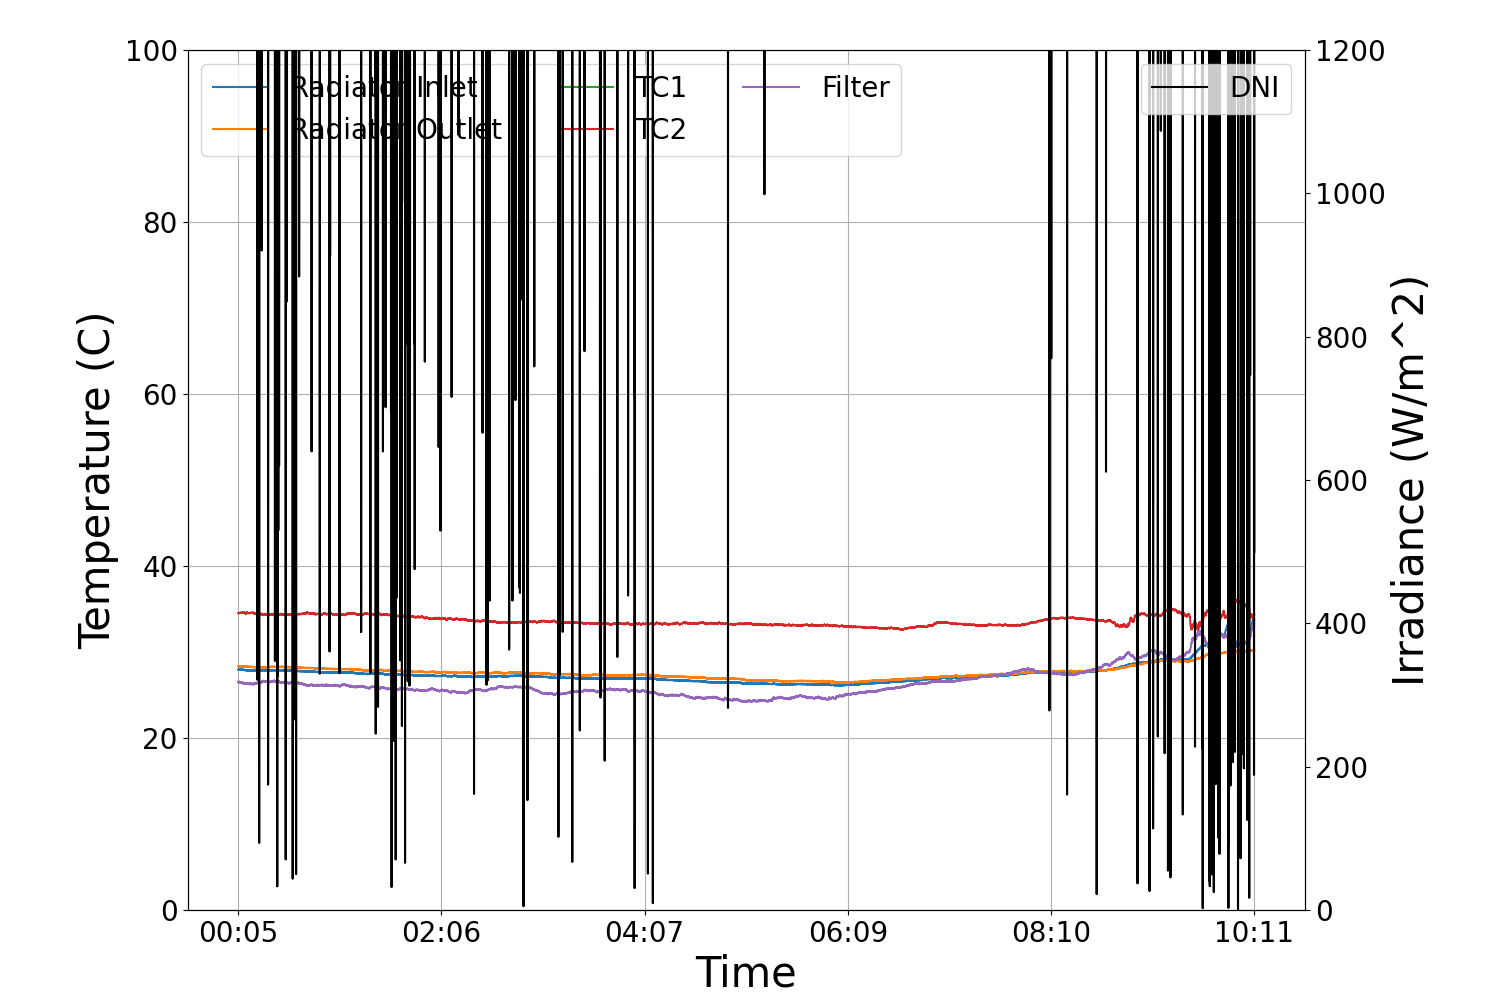 100
80
60
40
20
0
Temperature (C)
Radiator Inlet
Radiator Outlet
TC1
TC2
Filter
DNI
1200
1000
800
600
400
200
0
Irradiance (W/m^2)
00:05 02:06 04:07 06:09 08:10 10:11
Time